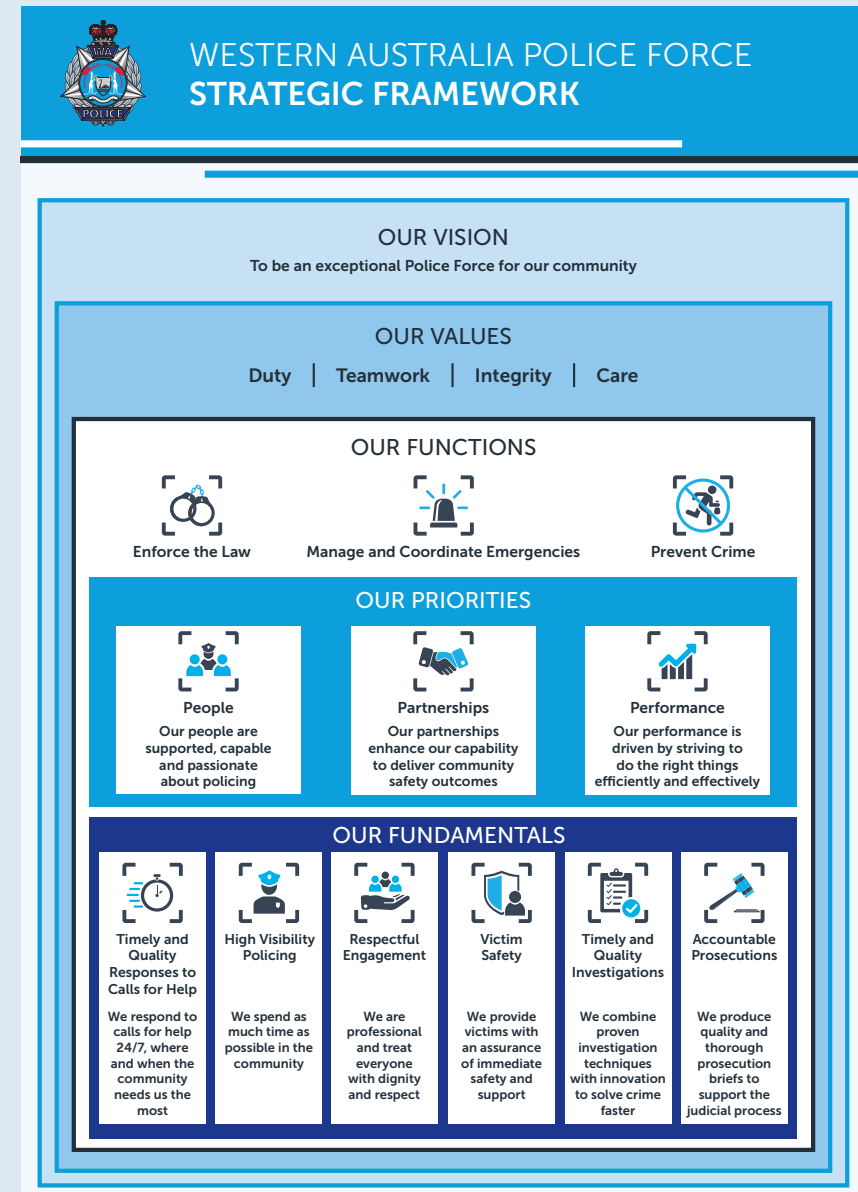 WA
POLICE
WESTERN AUSTRALIA POLICE FORCE
STRATEGIC FRAMEWORK
OUR VISION
To be an exceptional Police Force for our community
OUR VALUES
Duty | Teamwork | Integrity | Care
OUR FUNCTIONS
Enforce the Law
Manage and Coordinate Emergencies
Prevent Crime
OUR PRIORITIES
People
Our people are
supported, capable
and passionate
about policing
Partnerships
Our partnerships
enhance our capability
to deliver community
safety outcomes
Performance
Our performance is
driven by striving to
do the right things
efficiently and effectively
OUR FUNDAMENTALS
Timely and
Quality
Responses to
Calls for Help
We respond to
calls for help
24/7, where
and when the
community
needs us the
most
High Visibility
Policing
We spend as
much time as
possible in the
community
Respectful
Engagement
We are
professional
and treat
everyone
with dignity
and respect
Victim
Safety
We provide
victims with
an assurance
of immediate
safety and
support
Timely and
Quality
Investigations
We combine
proven
investigation
techniques
with innovation
to solve crime
faster
Accountable
Prosecutions
We produce
quality and
thorough
prosecution
briefs to
support the
judicial process